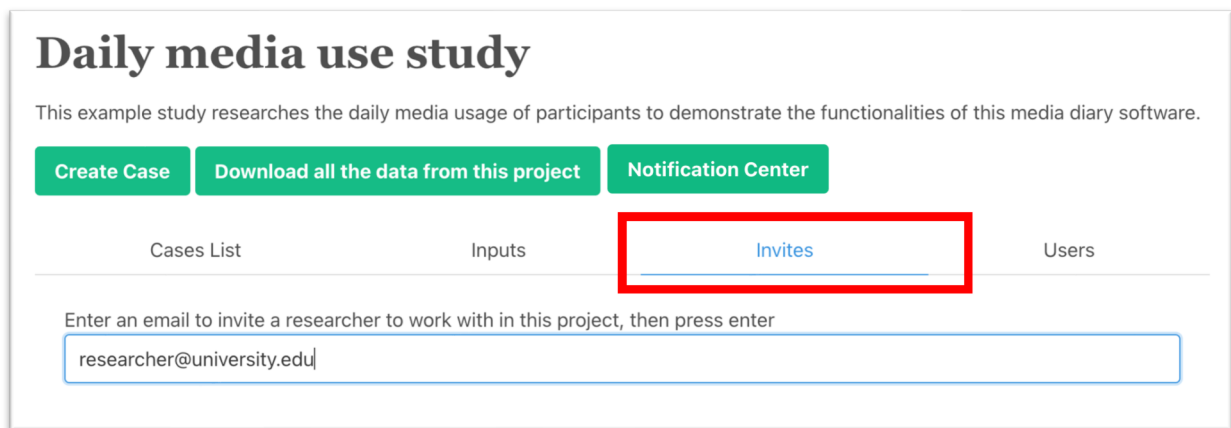 Daily media use study
This example study researches the daily media usage of participants to demonstrate the functionalities of this media diary software.
Create Case Download all the data from this project Notification Center
Cases List Inputs Invites Users
Enter an email to invite a researcher to work with in this project, then press enter
researcher@university.edu